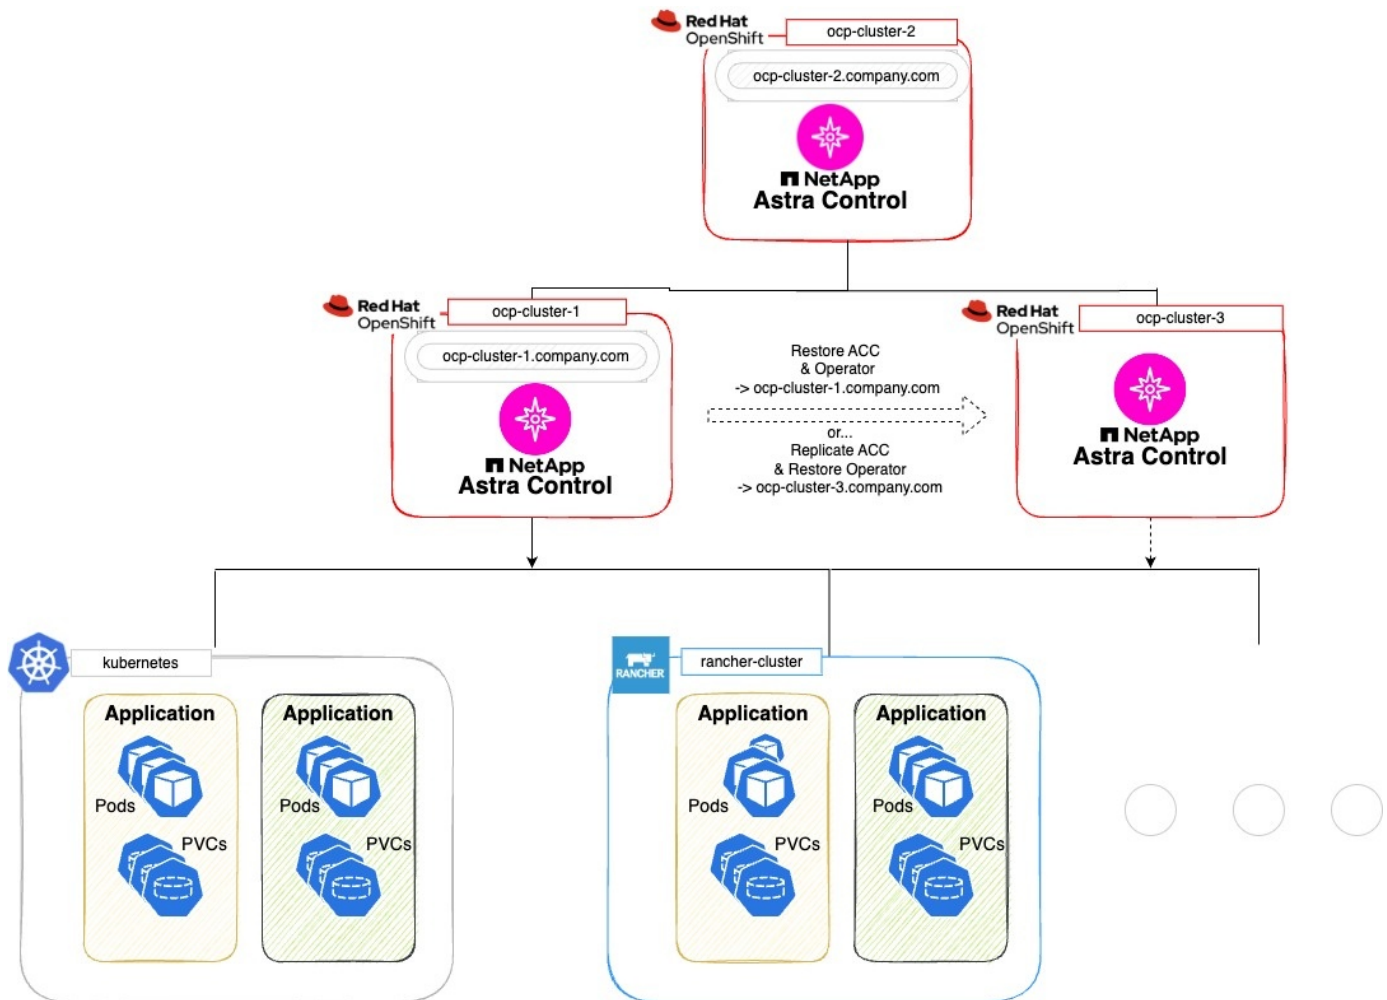 Red Hat
OpenShift
ocp-cluster-2
ocp-cluster-2.company.com
NetApp
Astra Control
Red Hat
OpenShift
ocp-cluster-1
ocp-cluster-1.company.com
NetApp
Astra Control
Restore ACC
& Operator
-> ocp-cluster-1.company.com
or...
Replicate ACC
& Restore Operator
-> ocp-cluster-3.company.com
Red Hat
OpenShift
ocp-cluster-3
NetApp
Astra Control
kubernetes
Application
Pods
PVCs
Application
Pods
PVCs
RANCHER
rancher-cluster
Application
Pods
PVCs
Application
Pods
PVCs